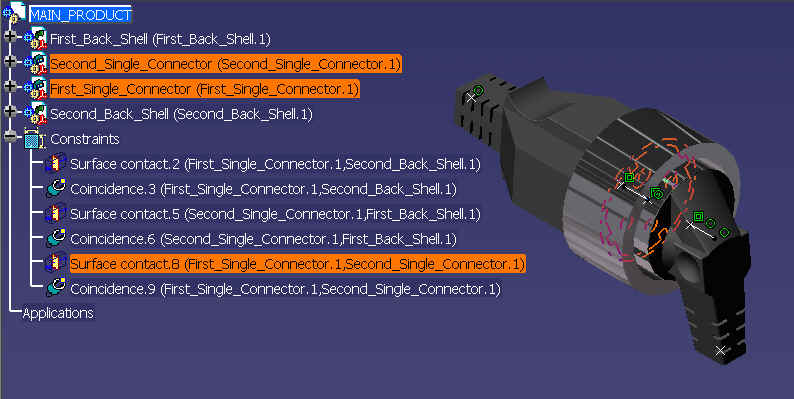 MAIN_PRODUCT
First_Back_Shell (First_Back_Shell.1)
Second_Single_Connector (Second_Single_Connector.1)
First_Single_Connector (First_Single_Connector.1)
Second_Back_Shell (Second_Back_Shell.1)
Constraints
Surface contact.2 (First_Single_Connector.1,Second_Back_Shell.1)
Coincidence.3 (First_Single_Connector.1,Second_Back_Shell.1)
Surface contact.5 (Second_Single_Connector.1,First_Back_Shell.1)
Coincidence.6 (Second_Single_Connector.1,First_Back_Shell.1)
Surface contact.8 (First_Single_Connector.1,Second_Single_Connector.1)
Coincidence.9 (First_Single_Connector.1,Second_Single_Connector.1)
Applications